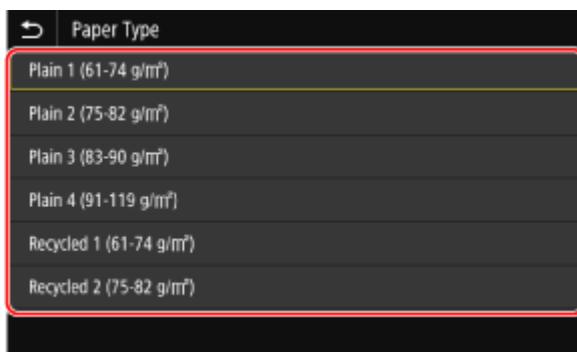 Paper Type
Plain 1 (61-74 g/m²)
Plain 2 (75-82 g/m²)
Plain 3 (83-90 g/m²)
Plain 4 (91-119 g/m²)
Recycled 1 (61-74 g/m²)
Recycled 2 (75-82 g/m²)